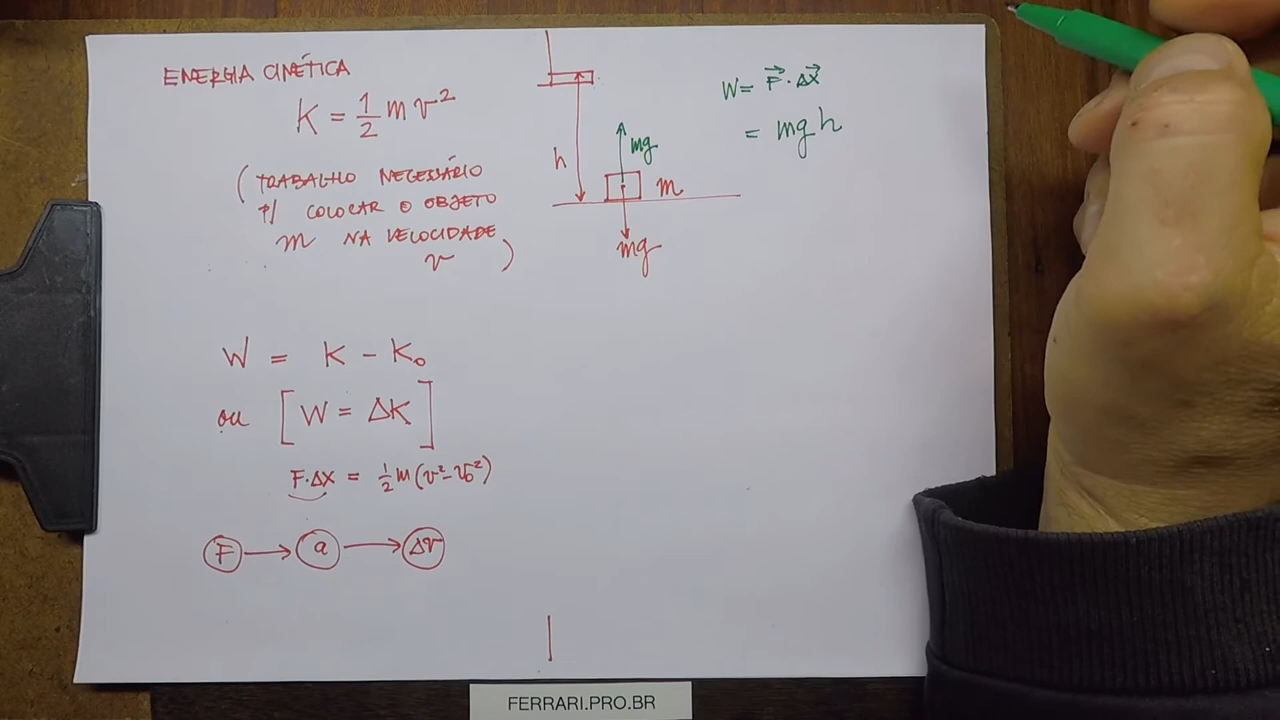 ENERGIA CINÉTICA
K = 1/2 m v²
(TRABALHO NECESSÁRIO
P/ COLOCAR O OBJETO
m NA VELOCIDADE
v)
W = K - K₀
ou [W = ΔK]
F·Δx = 1/2 m (v² - v₀²)
F → a → Δv
h
mg
m
mg
W = F⃗ · Δx⃗
= mgh
FERRARI.PRO.BR